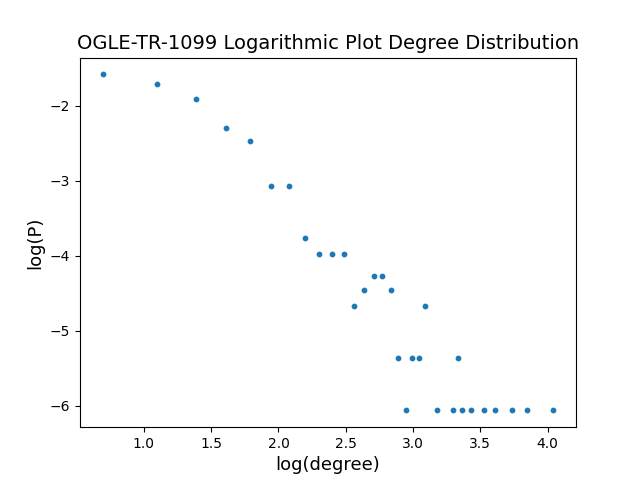 OGLE-TR-1099 Logarithmic Plot Degree Distribution
−2
−3
−4
−5
−6
log(P)
1.0 1.5 2.0 2.5 3.0 3.5 4.0
log(degree)